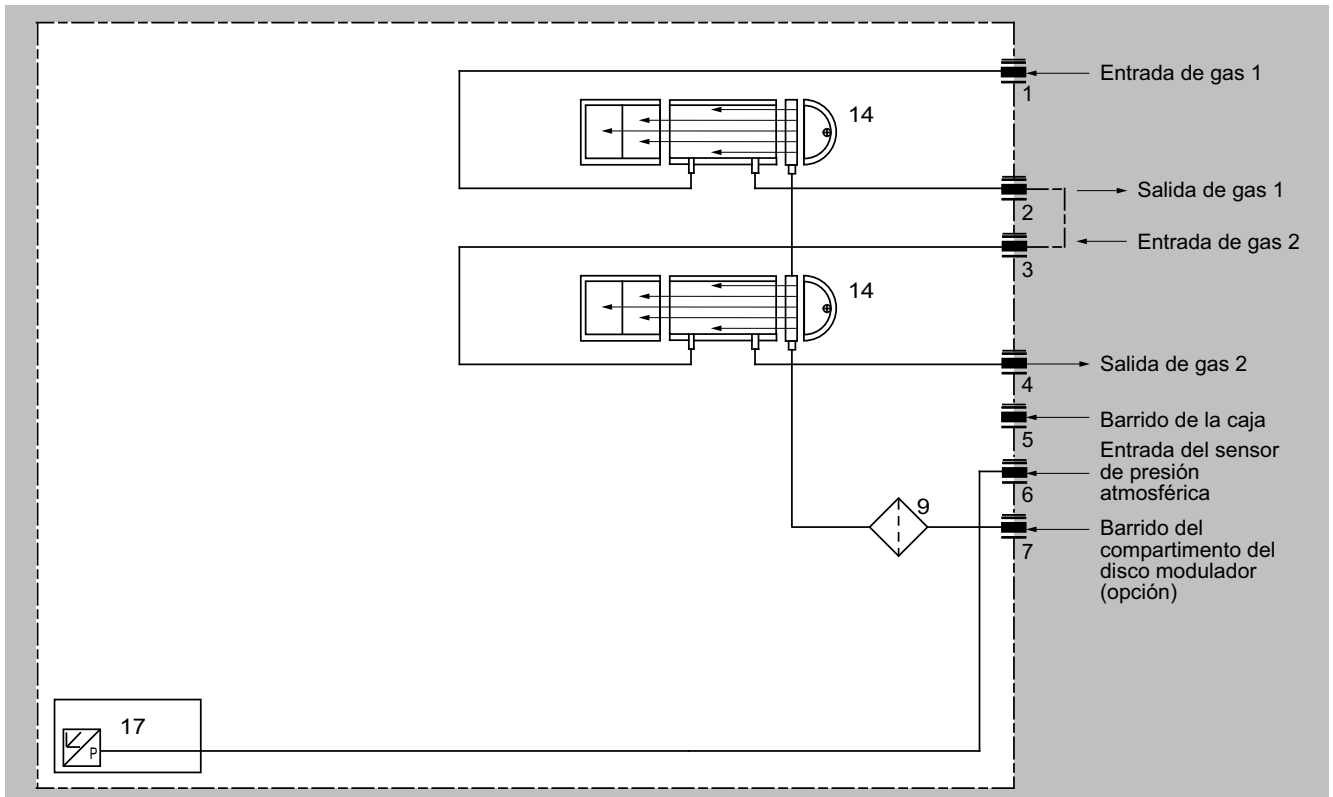 Entrada de gas 1
1
14
2
Salida de gas 1
Entrada de gas 2
3
14
Salida de gas 2
4
Barrido de la caja
5
Entrada del sensor
de presión
atmosférica
6
9
Barrido del
compartimento del
disco modulador
(opción)
7
17
P